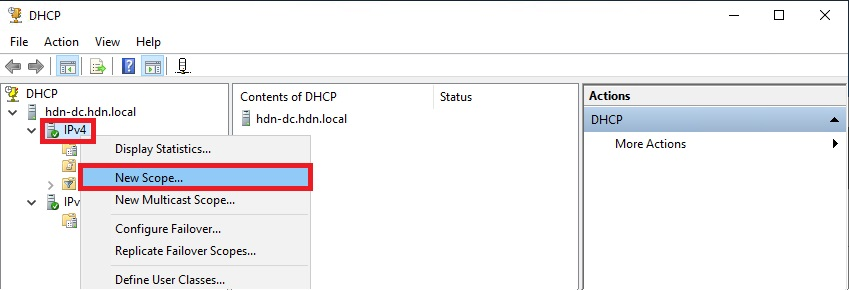 DHCP
File Action View Help
DHCP
hdn-dc.hdn.local
IPv4
Display Statistics...
New Scope...
New Multicast Scope...
Configure Failover...
Replicate Failover Scopes...
Define User Classes...
IPv
Contents of DHCP Status
hdn-dc.hdn.local
Actions
DHCP
More Actions